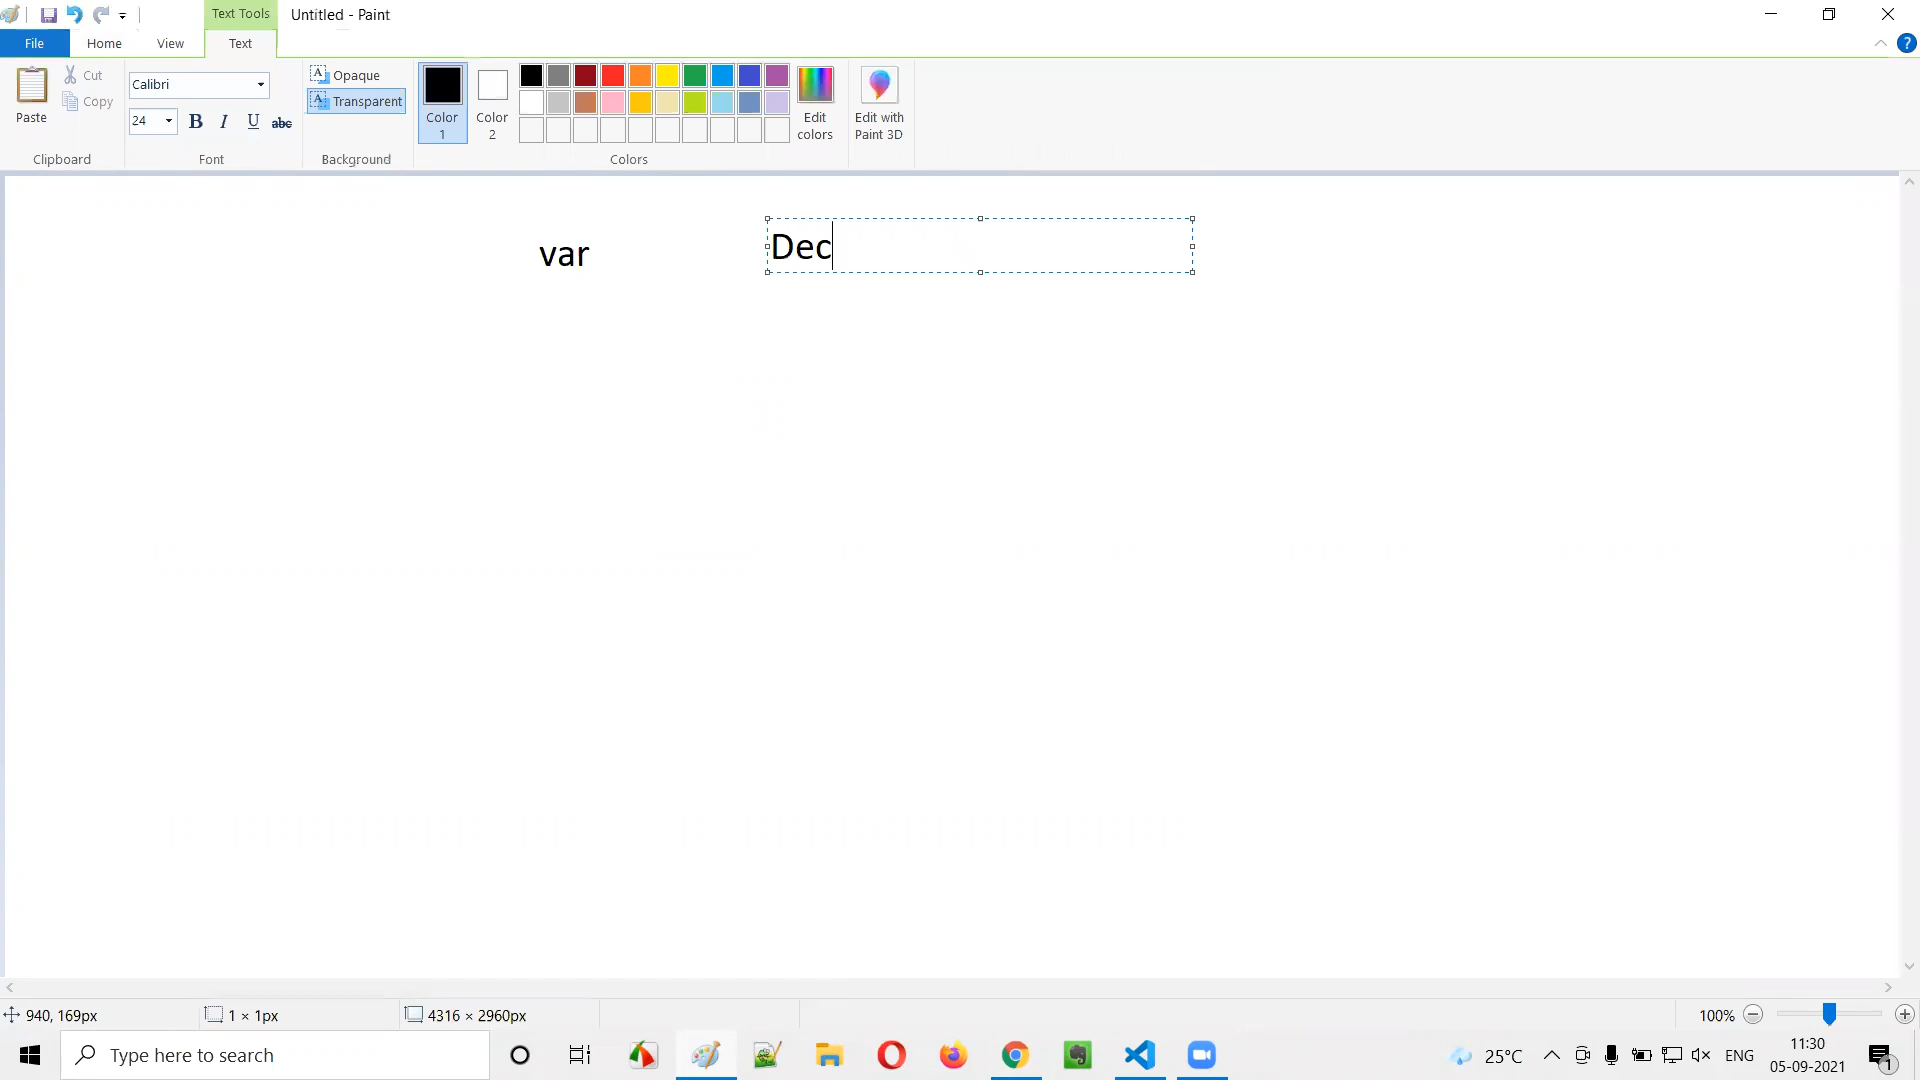 Text Tools
Untitled - Paint
File
Home
View
Text
Paste
Cut
Copy
Clipboard
Calibri
24
B I U abc
Font
Opaque
Transparent
Background
Color 1
Color 2
Colors
Edit colors
Edit with Paint 3D
var
Dec
940, 169px
1 × 1px
4316 × 2960px
100%
Type here to search
25°C
ENG
11:30
05-09-2021
1